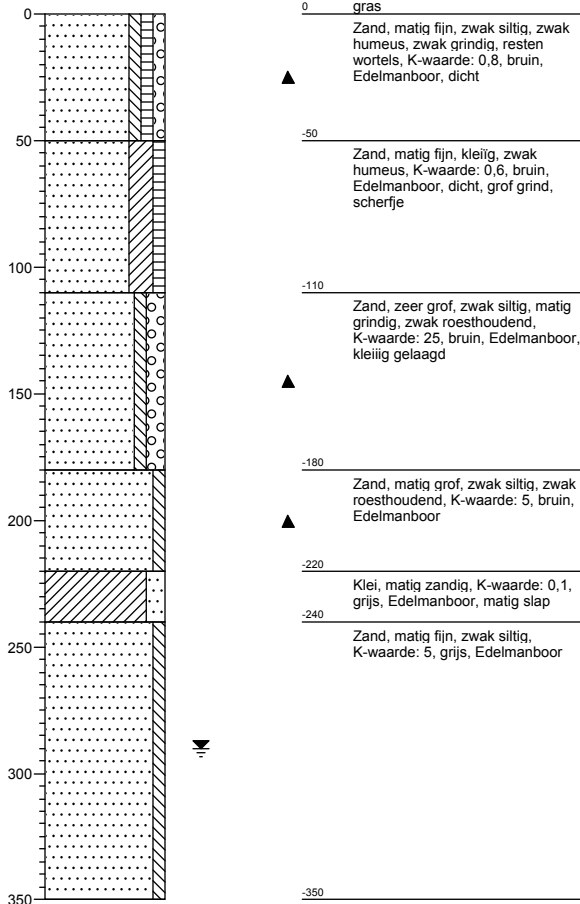 0
50
100
150
200
250
300
350
0
gras
Zand, matig fijn, zwak siltig, zwak
humeus, zwak grindig, resten
wortels, K-waarde: 0,8, bruin,
Edelmanboor, dicht
-50
Zand, matig fijn, kleiïg, zwak
humeus, K-waarde: 0,6, bruin,
Edelmanboor, dicht, grof grind,
scherfje
-110
Zand, zeer grof, zwak siltig, matig
grindig, zwak roesthoudend,
K-waarde: 25, bruin, Edelmanboor,
kleiiig gelaagd
-180
Zand, matig grof, zwak siltig, zwak
roesthoudend, K-waarde: 5, bruin,
Edelmanboor
-220
Klei, matig zandig, K-waarde: 0,1,
grijs, Edelmanboor, matig slap
-240
Zand, matig fijn, zwak siltig,
K-waarde: 5, grijs, Edelmanboor
-350